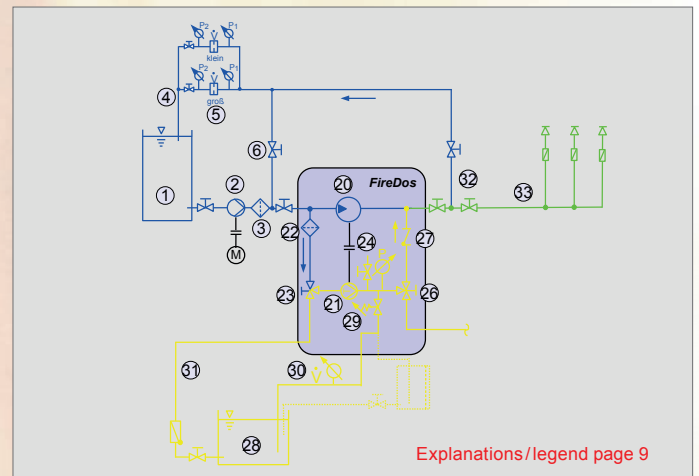 P2 P1
V̇
klein
P2 P1
V̇
4
groß
5
6
1
2
3
M
20
FireDos
22
24
27
23
21
29
26
32
33
31
30
V̇
28
P
Explanations/legend page 9